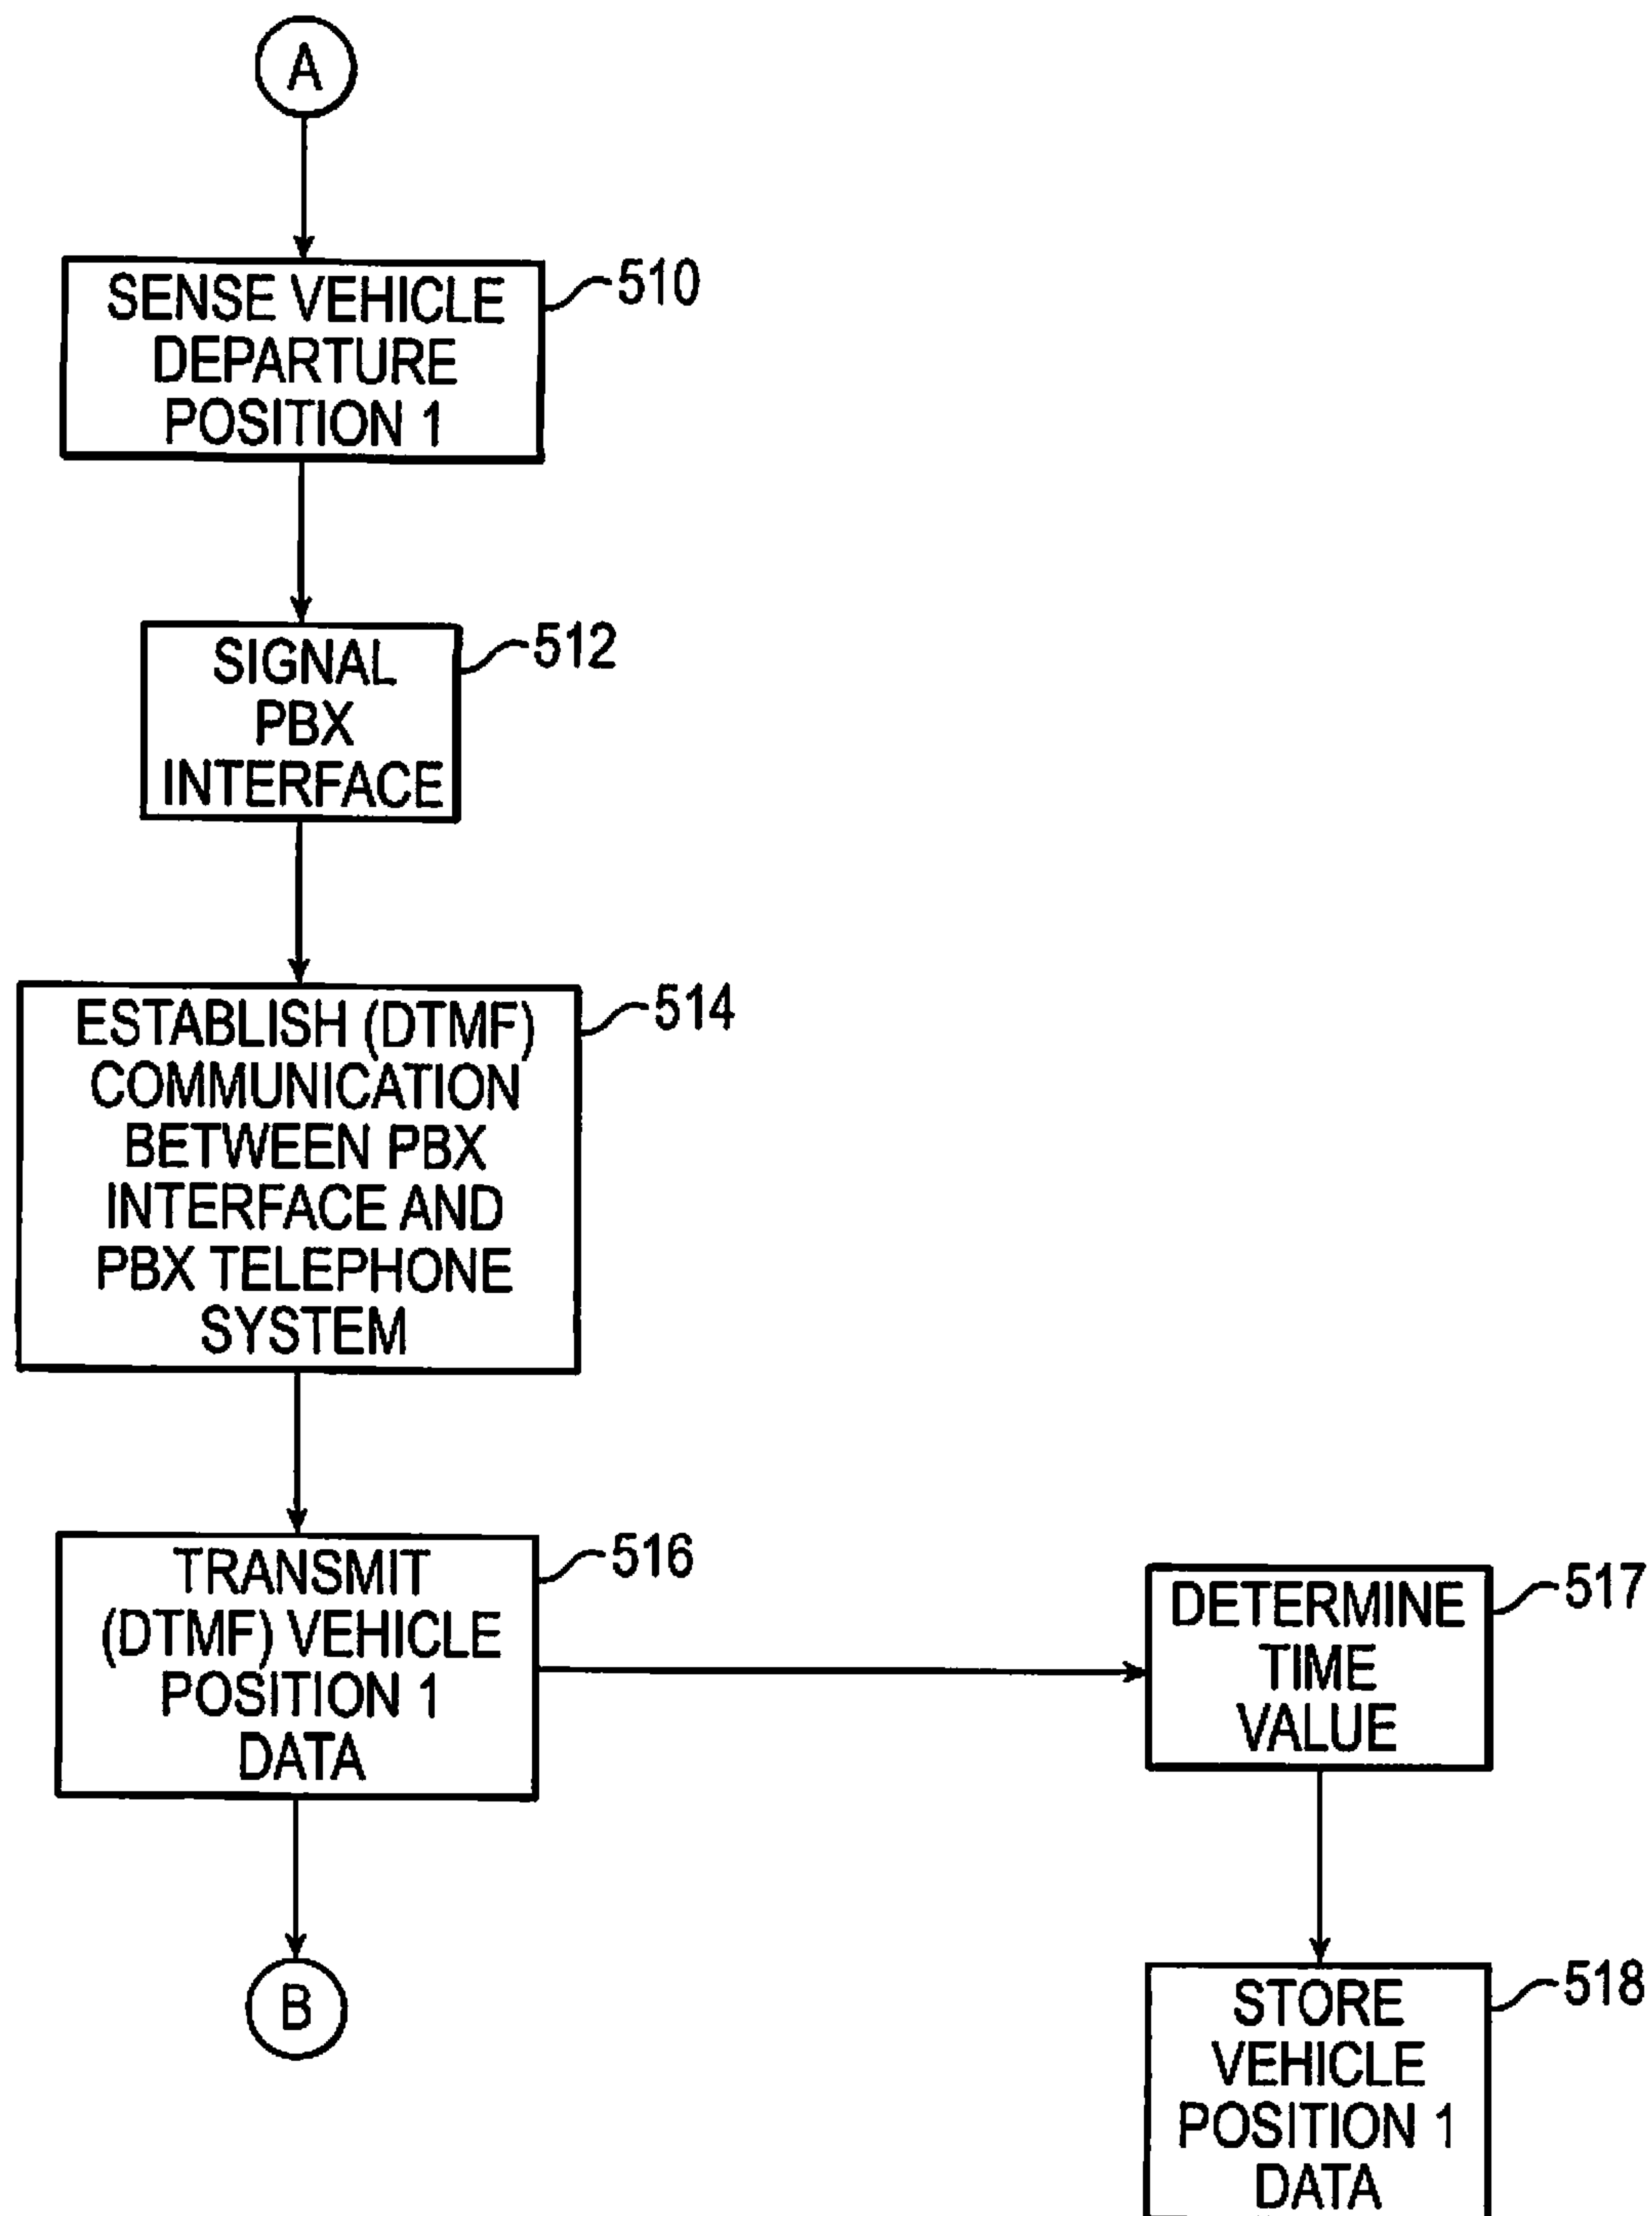 A
SENSE VEHICLE
DEPARTURE
POSITION 1
510
SIGNAL
PBX
INTERFACE
512
ESTABLISH (DTMF)
COMMUNICATION
BETWEEN PBX
INTERFACE AND
PBX TELEPHONE
SYSTEM
514
TRANSMIT
(DTMF) VEHICLE
POSITION 1
DATA
516
DETERMINE
TIME
VALUE
517
B
STORE
VEHICLE
POSITION 1
DATA
518